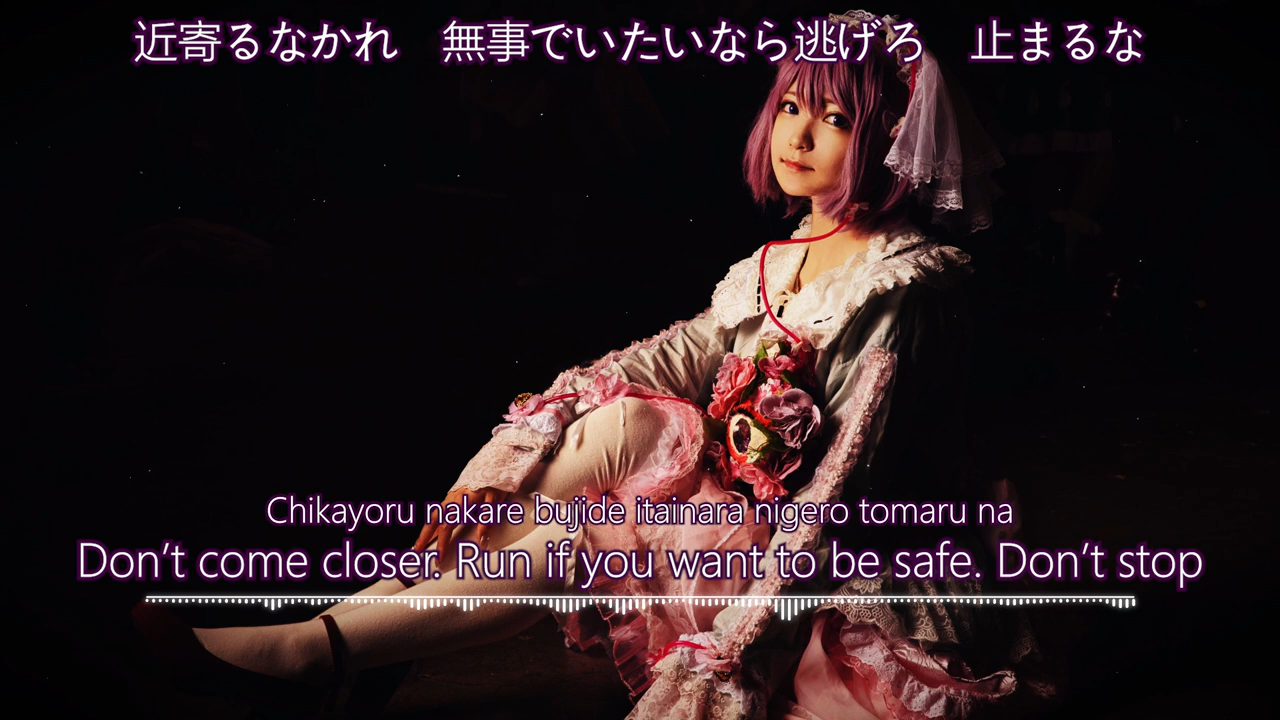 近寄るなかれ　無事でいたいなら逃げろ　止まるな
Chikayoru nakare bujide itainara nigero tomaru na
Don't come closer. Run if you want to be safe. Don't stop